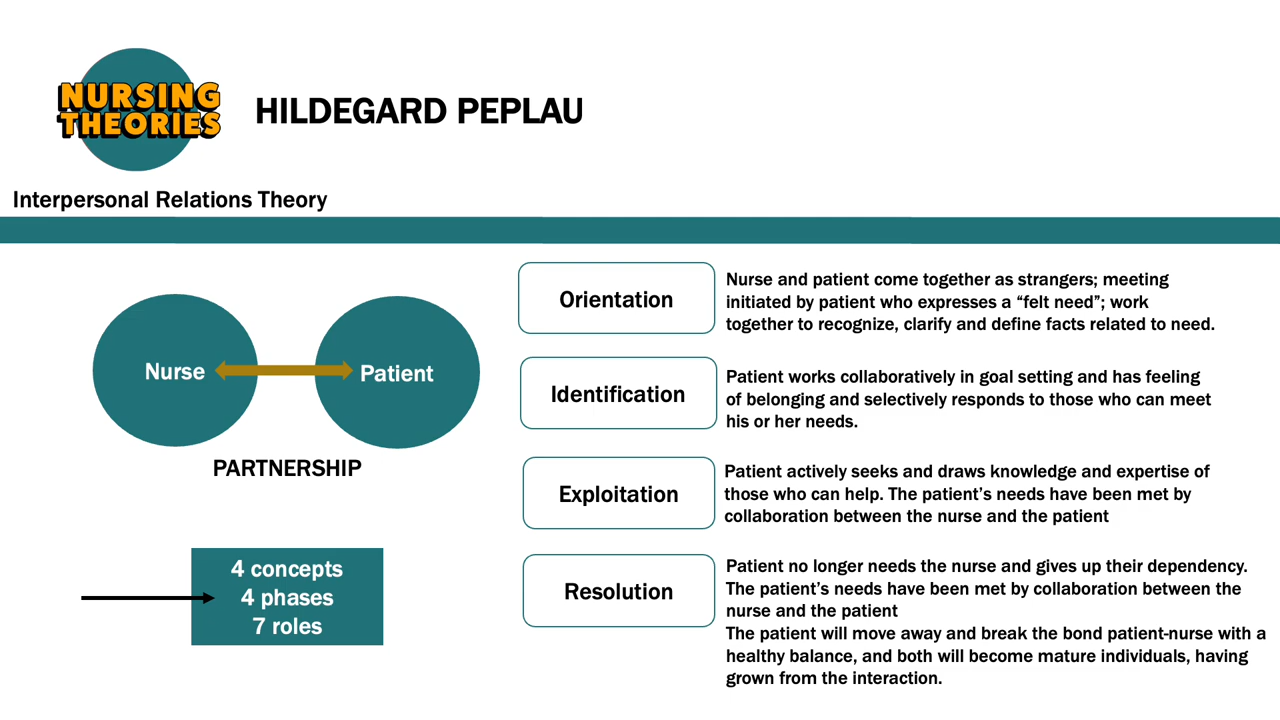 NURSING
THEORIES
HILDEGARD PEPLAU
Interpersonal Relations Theory
Nurse
Patient
PARTNERSHIP
4 concepts
4 phases
7 roles
Orientation
Nurse and patient come together as strangers; meeting
initiated by patient who expresses a “felt need”; work
together to recognize, clarify and define facts related to need.
Identification
Patient works collaboratively in goal setting and has feeling
of belonging and selectively responds to those who can meet
his or her needs.
Exploitation
Patient actively seeks and draws knowledge and expertise of
those who can help. The patient’s needs have been met by
collaboration between the nurse and the patient
Resolution
Patient no longer needs the nurse and gives up their dependency.
The patient’s needs have been met by collaboration between the
nurse and the patient
The patient will move away and break the bond patient-nurse with a
healthy balance, and both will become mature individuals, having
grown from the interaction.